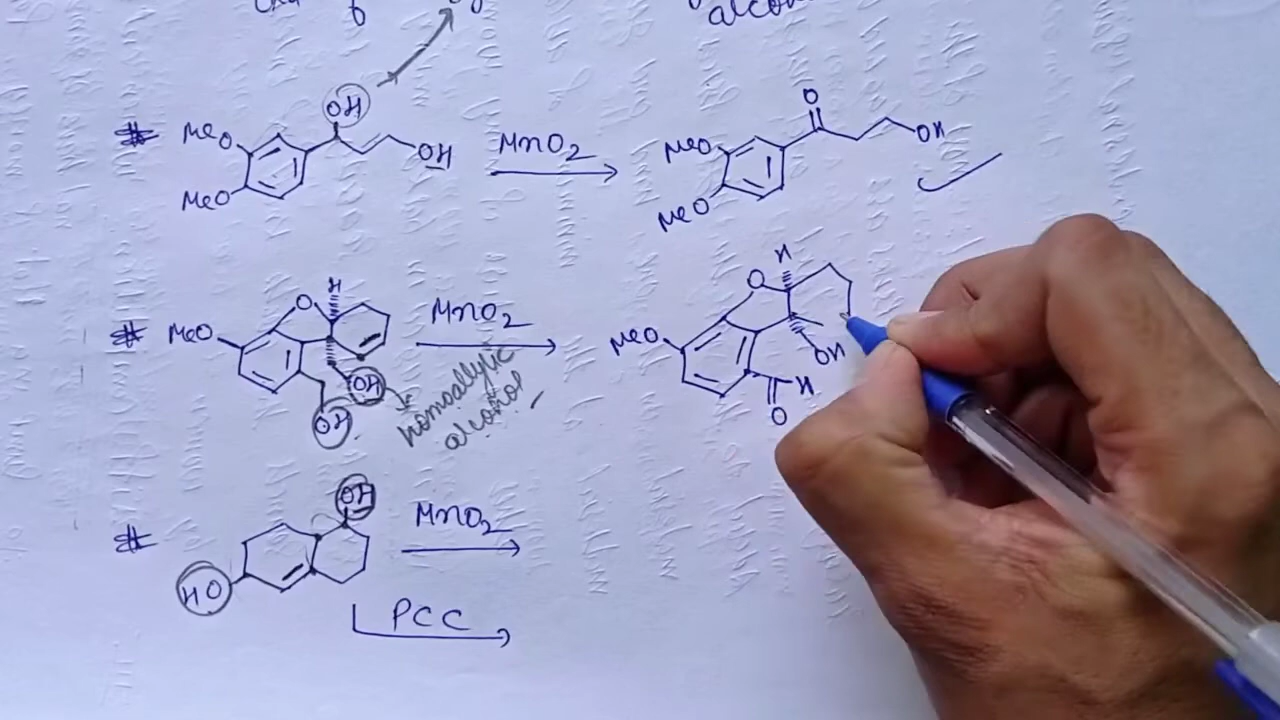 alcoh
# MeO MeO OH OH MnO2 MeO MeO O OH
# MeO O H OH OH MnO2 homoallylic alcohol MeO O H OH H O
# HO OH MnO2
PCC